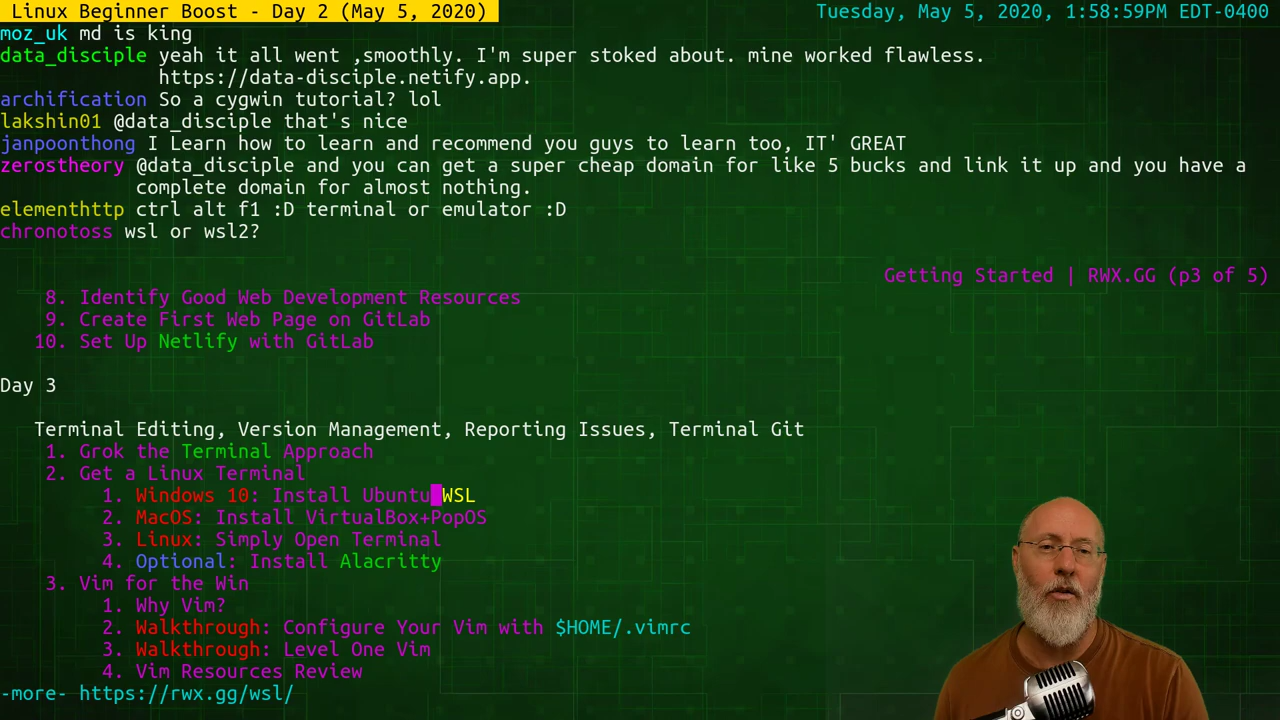 Linux Beginner Boost - Day 2 (May 5, 2020)
Tuesday, May 5, 2020, 1:58:59PM EDT-0400
moz_uk md is king
data_disciple yeah it all went ,smoothly. I'm super stoked about. mine worked flawless.
https://data-disciple.netify.app.
archification So a cygwin tutorial? lol
lakshin01 @data_disciple that's nice
janpoonthong I Learn how to learn and recommend you guys to learn too, IT' GREAT
zerostheory @data_disciple and you can get a super cheap domain for like 5 bucks and link it up and you have a
complete domain for almost nothing.
elementhttp ctrl alt f1 :D terminal or emulator :D
chronotoss wsl or wsl2?
Getting Started | RWX.GG (p3 of 5)
8. Identify Good Web Development Resources
9. Create First Web Page on GitLab
10. Set Up Netlify with GitLab
Day 3
Terminal Editing, Version Management, Reporting Issues, Terminal Git
1. Grok the Terminal Approach
2. Get a Linux Terminal
1. Windows 10: Install Ubuntu WSL
2. MacOS: Install VirtualBox+PopOS
3. Linux: Simply Open Terminal
4. Optional: Install Alacritty
3. Vim for the Win
1. Why Vim?
2. Walkthrough: Configure Your Vim with $HOME/.vimrc
3. Walkthrough: Level One Vim
4. Vim Resources Review
-more- https://rwx.gg/wsl/